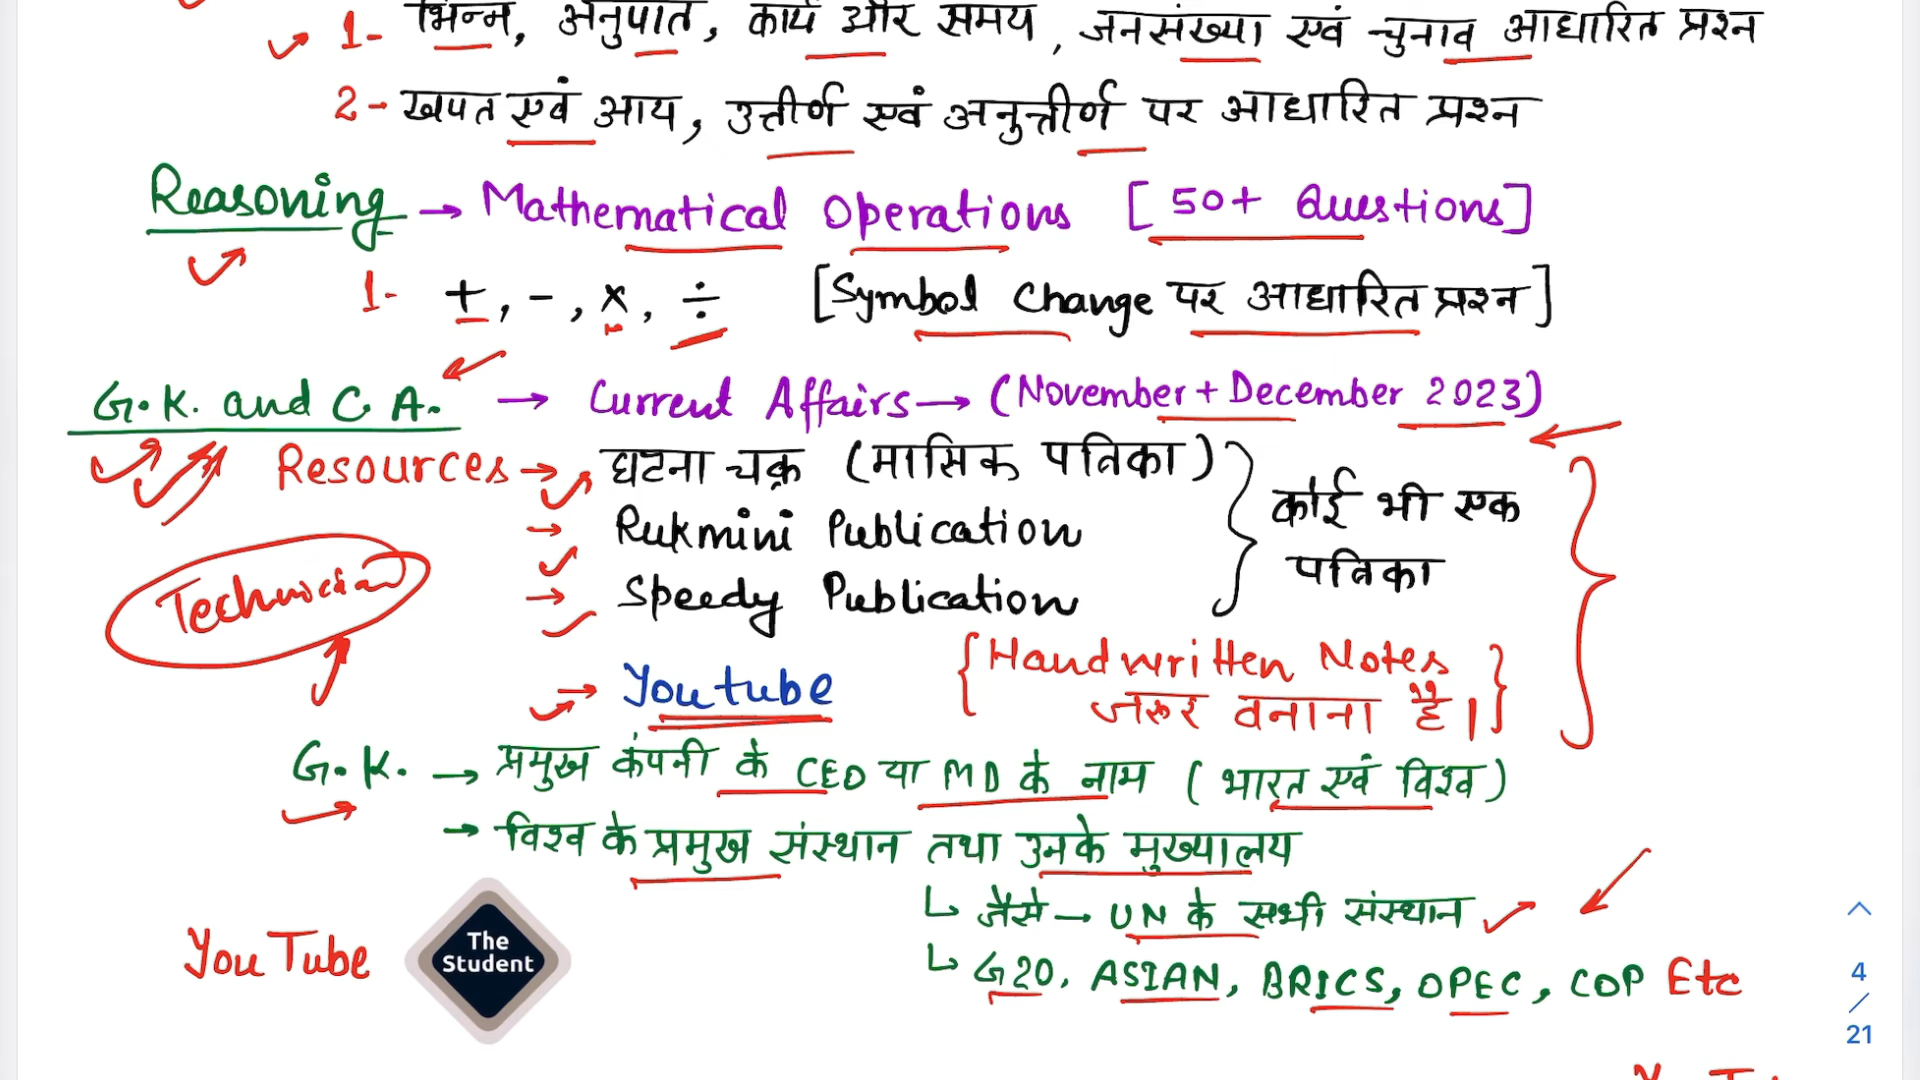 1- भिन्न, अनुपात, कार्य और समय, जनसंख्या एवं चुनाव आधारित प्रश्न
2- खपत एवं आय, उत्तीर्ण एवं अनुत्तीर्ण पर आधारित प्रश्न
Reasoning → Mathematical Operations [50+ Questions]
1- +, -, ×, ÷ [Symbol Change पर आधारित प्रश्न]
G.K. and C.A. → Current Affairs → (November + December 2023)
Resources → घटना चक्र (मासिक पत्रिका)
→ Rukmini Publication
→ Speedy Publication
कोई भी एक
पत्रिका
Technician
→ Youtube
{Handwritten Notes
जरूर बनाना है।}
G.K. → प्रमुख कंपनी के CEO या MD के नाम (भारत एवं विश्व)
→ विश्व के प्रमुख संस्थान तथा उनके मुख्यालय
↳ जैसे → UN के सभी संस्थान
↳ G20, ASIAN, BRICS, OPEC, COP Etc
YouTube
The
Student
4
/
21